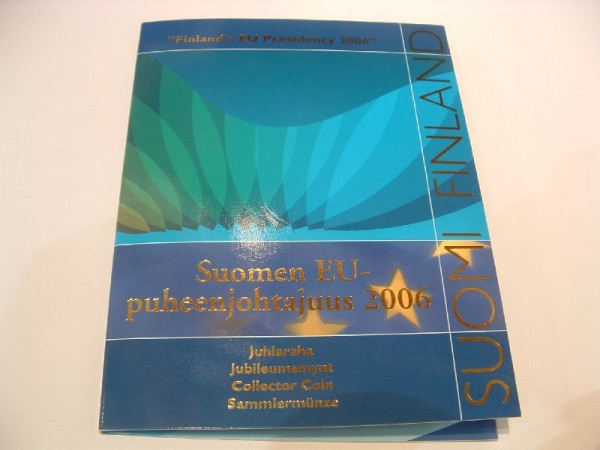 "Finland's EU Presidency 2006"
SUOMI FINLAND
Suomen EU-
puheenjohtajuus 2006
Juhlaraha
Jubileumsmynt
Collector Coin
Sammlermünze